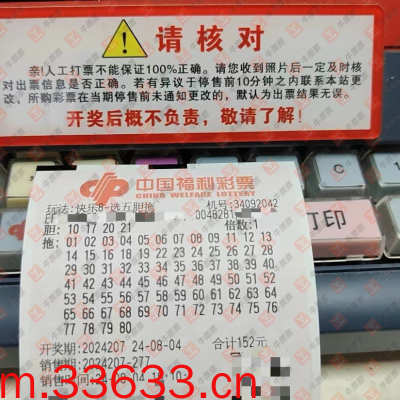 请核对
亲!人工打票不能保证100%正确。请您收到照片后一定及时核
对出票信息是否正确。若有异议于停售前10分钟之内联系本站更
改,所购彩票在当期停售前未通知更改的,默认为出票结果无误。
开奖后概不负责,敬请了解!
中国福利彩票
CHINA WELFARE LOTTERY
玩法:快乐8-选五胆拖 机号:34092042
胆: 10 17 20 21 倍数:1
拖: 01 02 03 04 05 06 07 08 09 11 12 13
14 15 16 18 19 22 23 24 25 26 27
28 29 30 31 32 33 34 35 36 37 38 39 40
41 42 43 44 45 46 47 48 49 50 51 52
53 54 55 56 57 58 59 60 61 62 63 64
65 66 67 68 69 70 71 72 73 74 75 76
77 78 79 80
开奖期:2024207 24-08-04 合计152元
销售期:2024207-277
打印
C
1
m.33633.cn